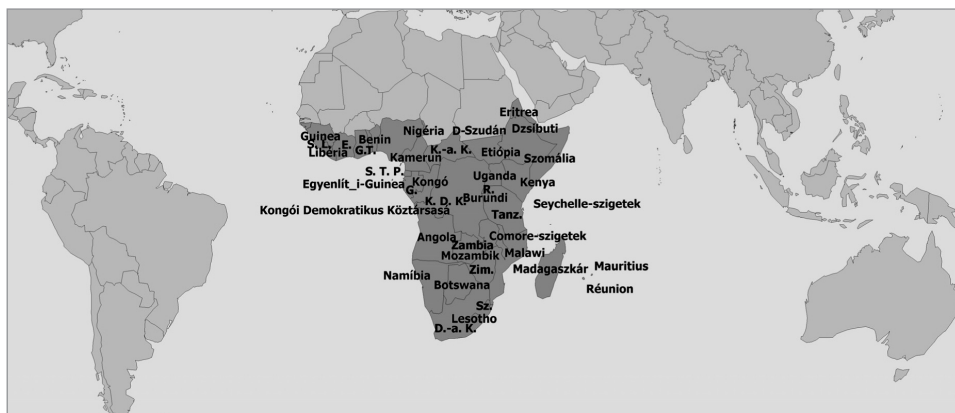 Eritrea
Nigéria
D-Szudán
Dzsibuti
Guinea
Benin
S. L.
E.
G.T.
Libéria
K.-a. K.
Etiópia
Kamerun
Szomália
S. T. P.
Uganda
Egyenlít_i-Guinea
Kongó
Kenya
G.
R.
Burundi
K. D. K.
Seychelle-szigetek
Kongói Demokratikus Köztársasá
Tanz.
Angola
Comore-szigetek
Zambia
Mozambik
Malawi
Namíbia
Zim.
Madagaszkár
Mauritius
Botswana
Réunion
Sz.
Lesotho
D.-a. K.